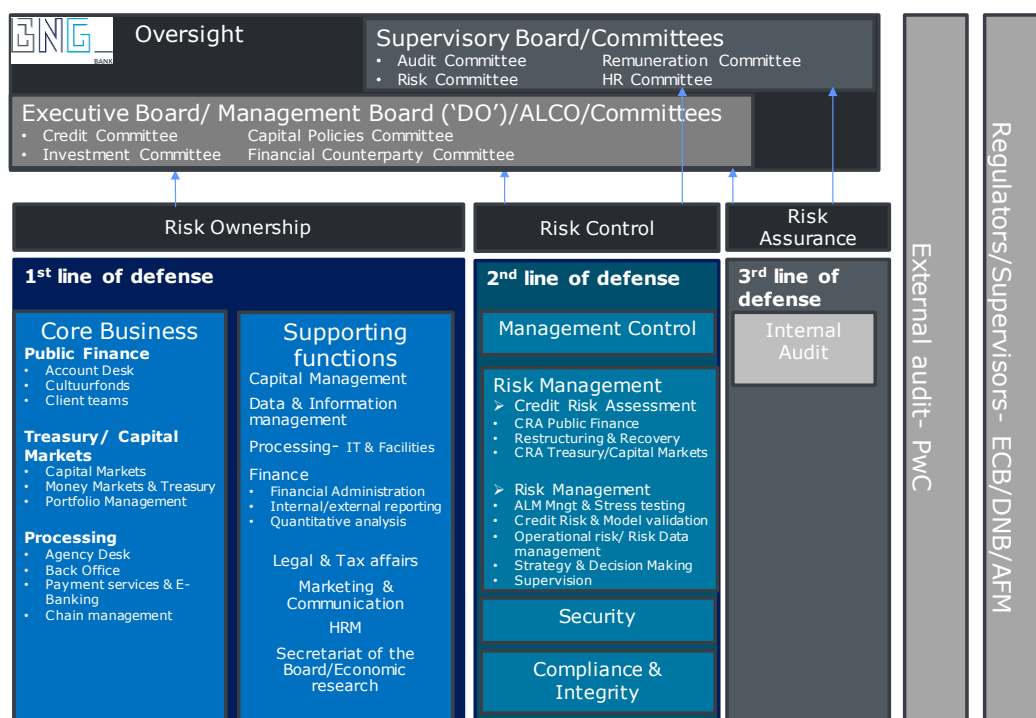 BNG
BANK
Oversight
Supervisory Board/Committees
• Audit Committee Remuneration Committee
• Risk Committee HR Committee
Executive Board/ Management Board (‘DO’)/ALCO/Committees
• Credit Committee Capital Policies Committee
• Investment Committee Financial Counterparty Committee
Risk Ownership
Risk Control
Risk
Assurance
1st line of defense
Core Business
Public Finance
• Account Desk
• Cultuurfonds
• Client teams
Treasury/ Capital
Markets
• Capital Markets
• Money Markets & Treasury
• Portfolio Management
Processing
• Agency Desk
• Back Office
• Payment services & E-
Banking
• Chain management
Supporting
functions
Capital Management
Data & Information
management
Processing- IT & Facilities
Finance
• Financial Administration
• Internal/external reporting
• Quantitative analysis
Legal & Tax affairs
Marketing &
Communication
HRM
Secretariat of the
Board/Economic
research
2nd line of defense
Management Control
Risk Management
➢ Credit Risk Assessment
• CRA Public Finance
• Restructuring & Recovery
• CRA Treasury/Capital Markets
➢ Risk Management
• ALM Mngt & Stress testing
• Credit Risk & Model validation
• Operational risk/ Risk Data
management
• Strategy & Decision Making
• Supervision
Security
Compliance &
Integrity
3rd line of
defense
Internal
Audit
External audit- PwC
Regulators/Supervisors- ECB/DNB/AFM